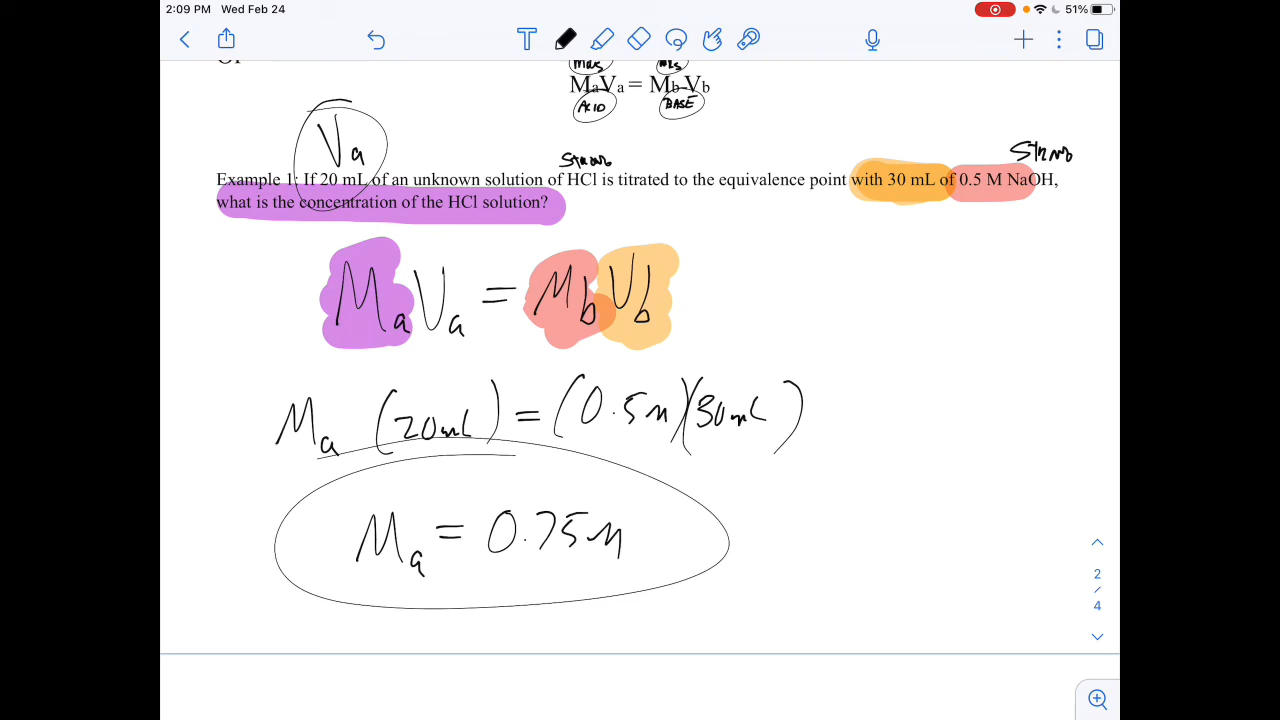 2:09 PM Wed Feb 24 51%
T
MaVa = Mb Vb
ACID BASE
Va
STRONG STRONG
Example 1: If 20 mL of an unknown solution of HCl is titrated to the equivalence point with 30 mL of 0.5 M NaOH,
what is the concentration of the HCl solution?
MaVa = MbVb
Ma (20mL) = (0.5M)(30mL)
Ma = 0.75M
2
/
4